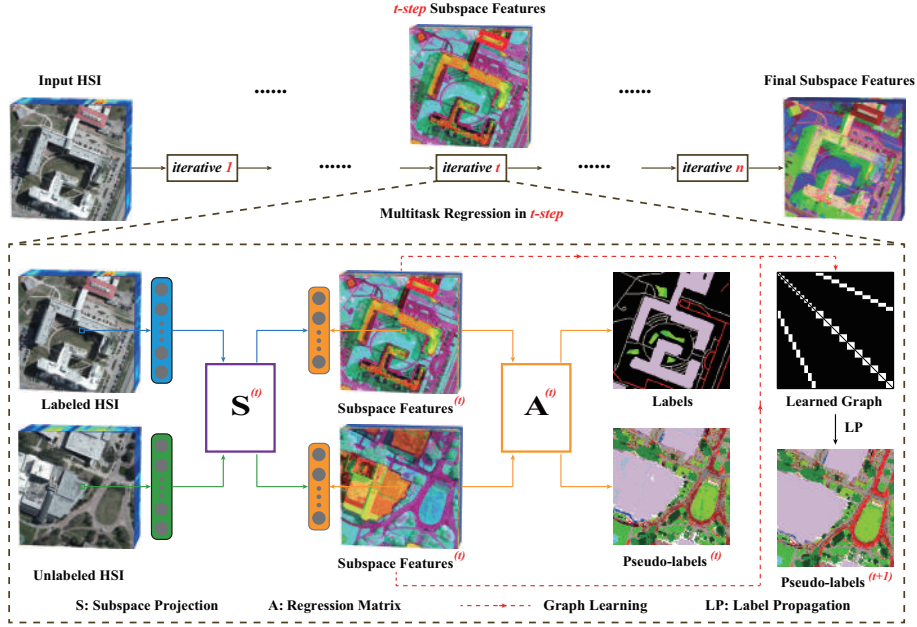 t-step Subspace Features
Input HSI
......
......
Final Subspace Features
iterative 1
......
iterative t
......
iterative n
Multitask Regression in t-step
S(t)
A(t)
Labeled HSI
Subspace Features(t)
Labels
Learned Graph
LP
Unlabeled HSI
Subspace Features(t)
Pseudo-labels(t)
Pseudo-labels(t+1)
S: Subspace Projection
A: Regression Matrix
Graph Learning
LP: Label Propagation